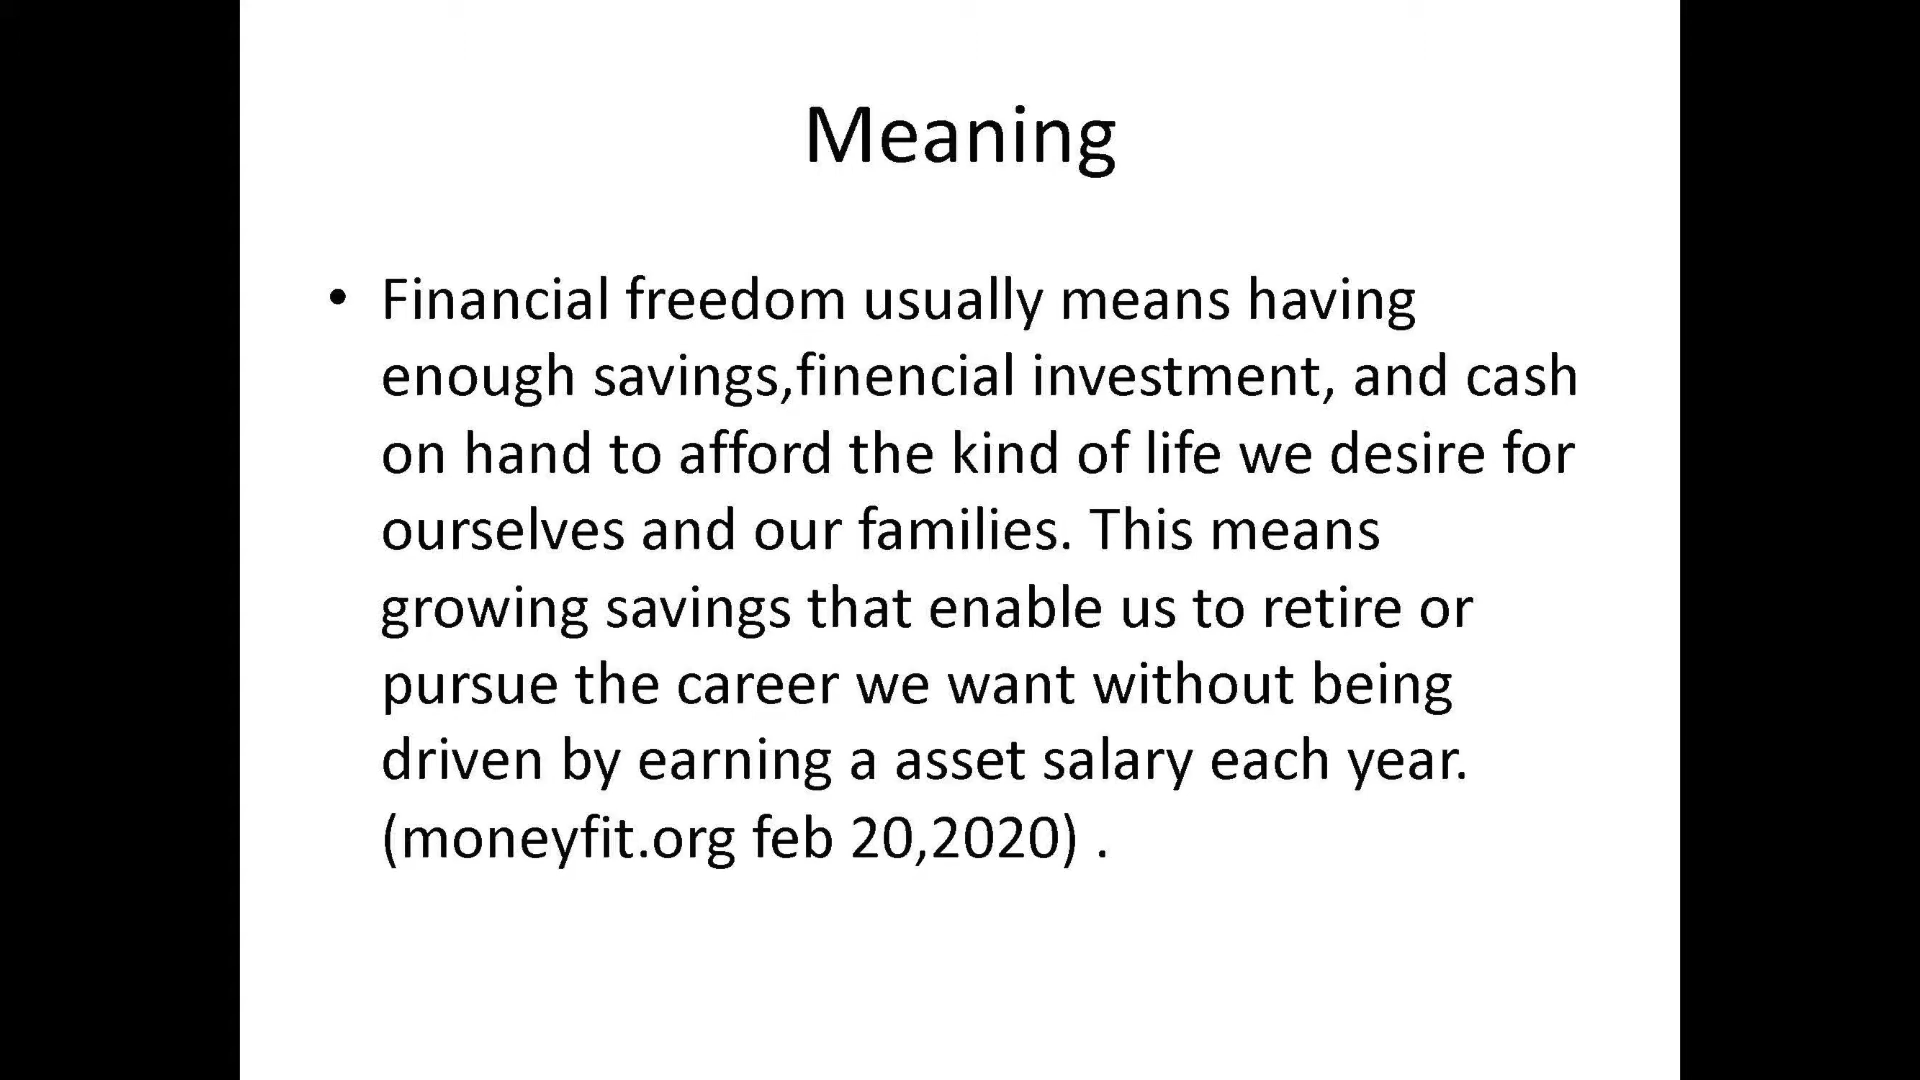 Meaning
• Financial freedom usually means having
enough savings,finencial investment, and cash
on hand to afford the kind of life we desire for
ourselves and our families. This means
growing savings that enable us to retire or
pursue the career we want without being
driven by earning a asset salary each year.
(moneyfit.org feb 20,2020) .